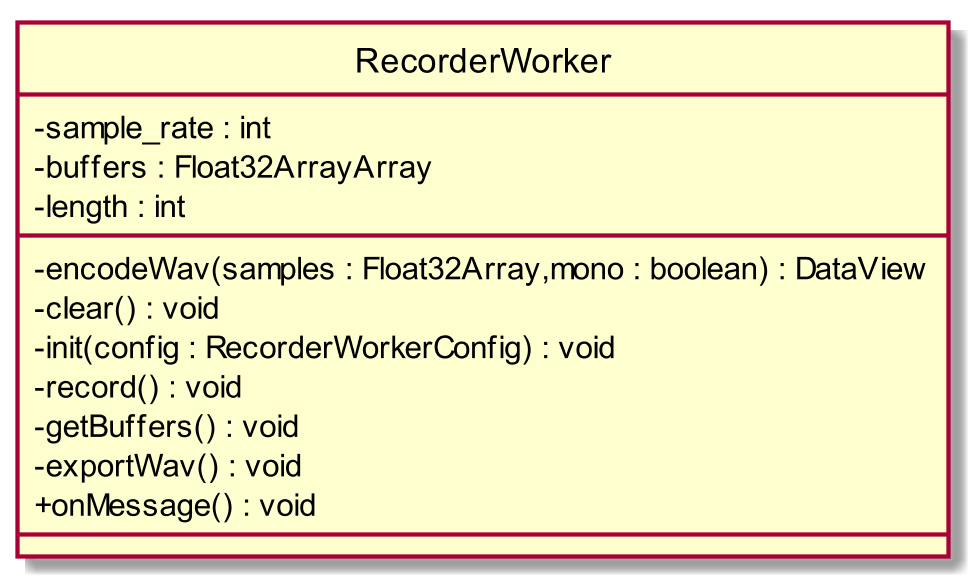 RecorderWorker
-sample_rate : int
-buffers : Float32ArrayArray
-length : int
-encodeWav(samples : Float32Array,mono : boolean) : DataView
-clear() : void
-init(config : RecorderWorkerConfig) : void
-record() : void
-getBuffers() : void
-exportWav() : void
+onMessage() : void